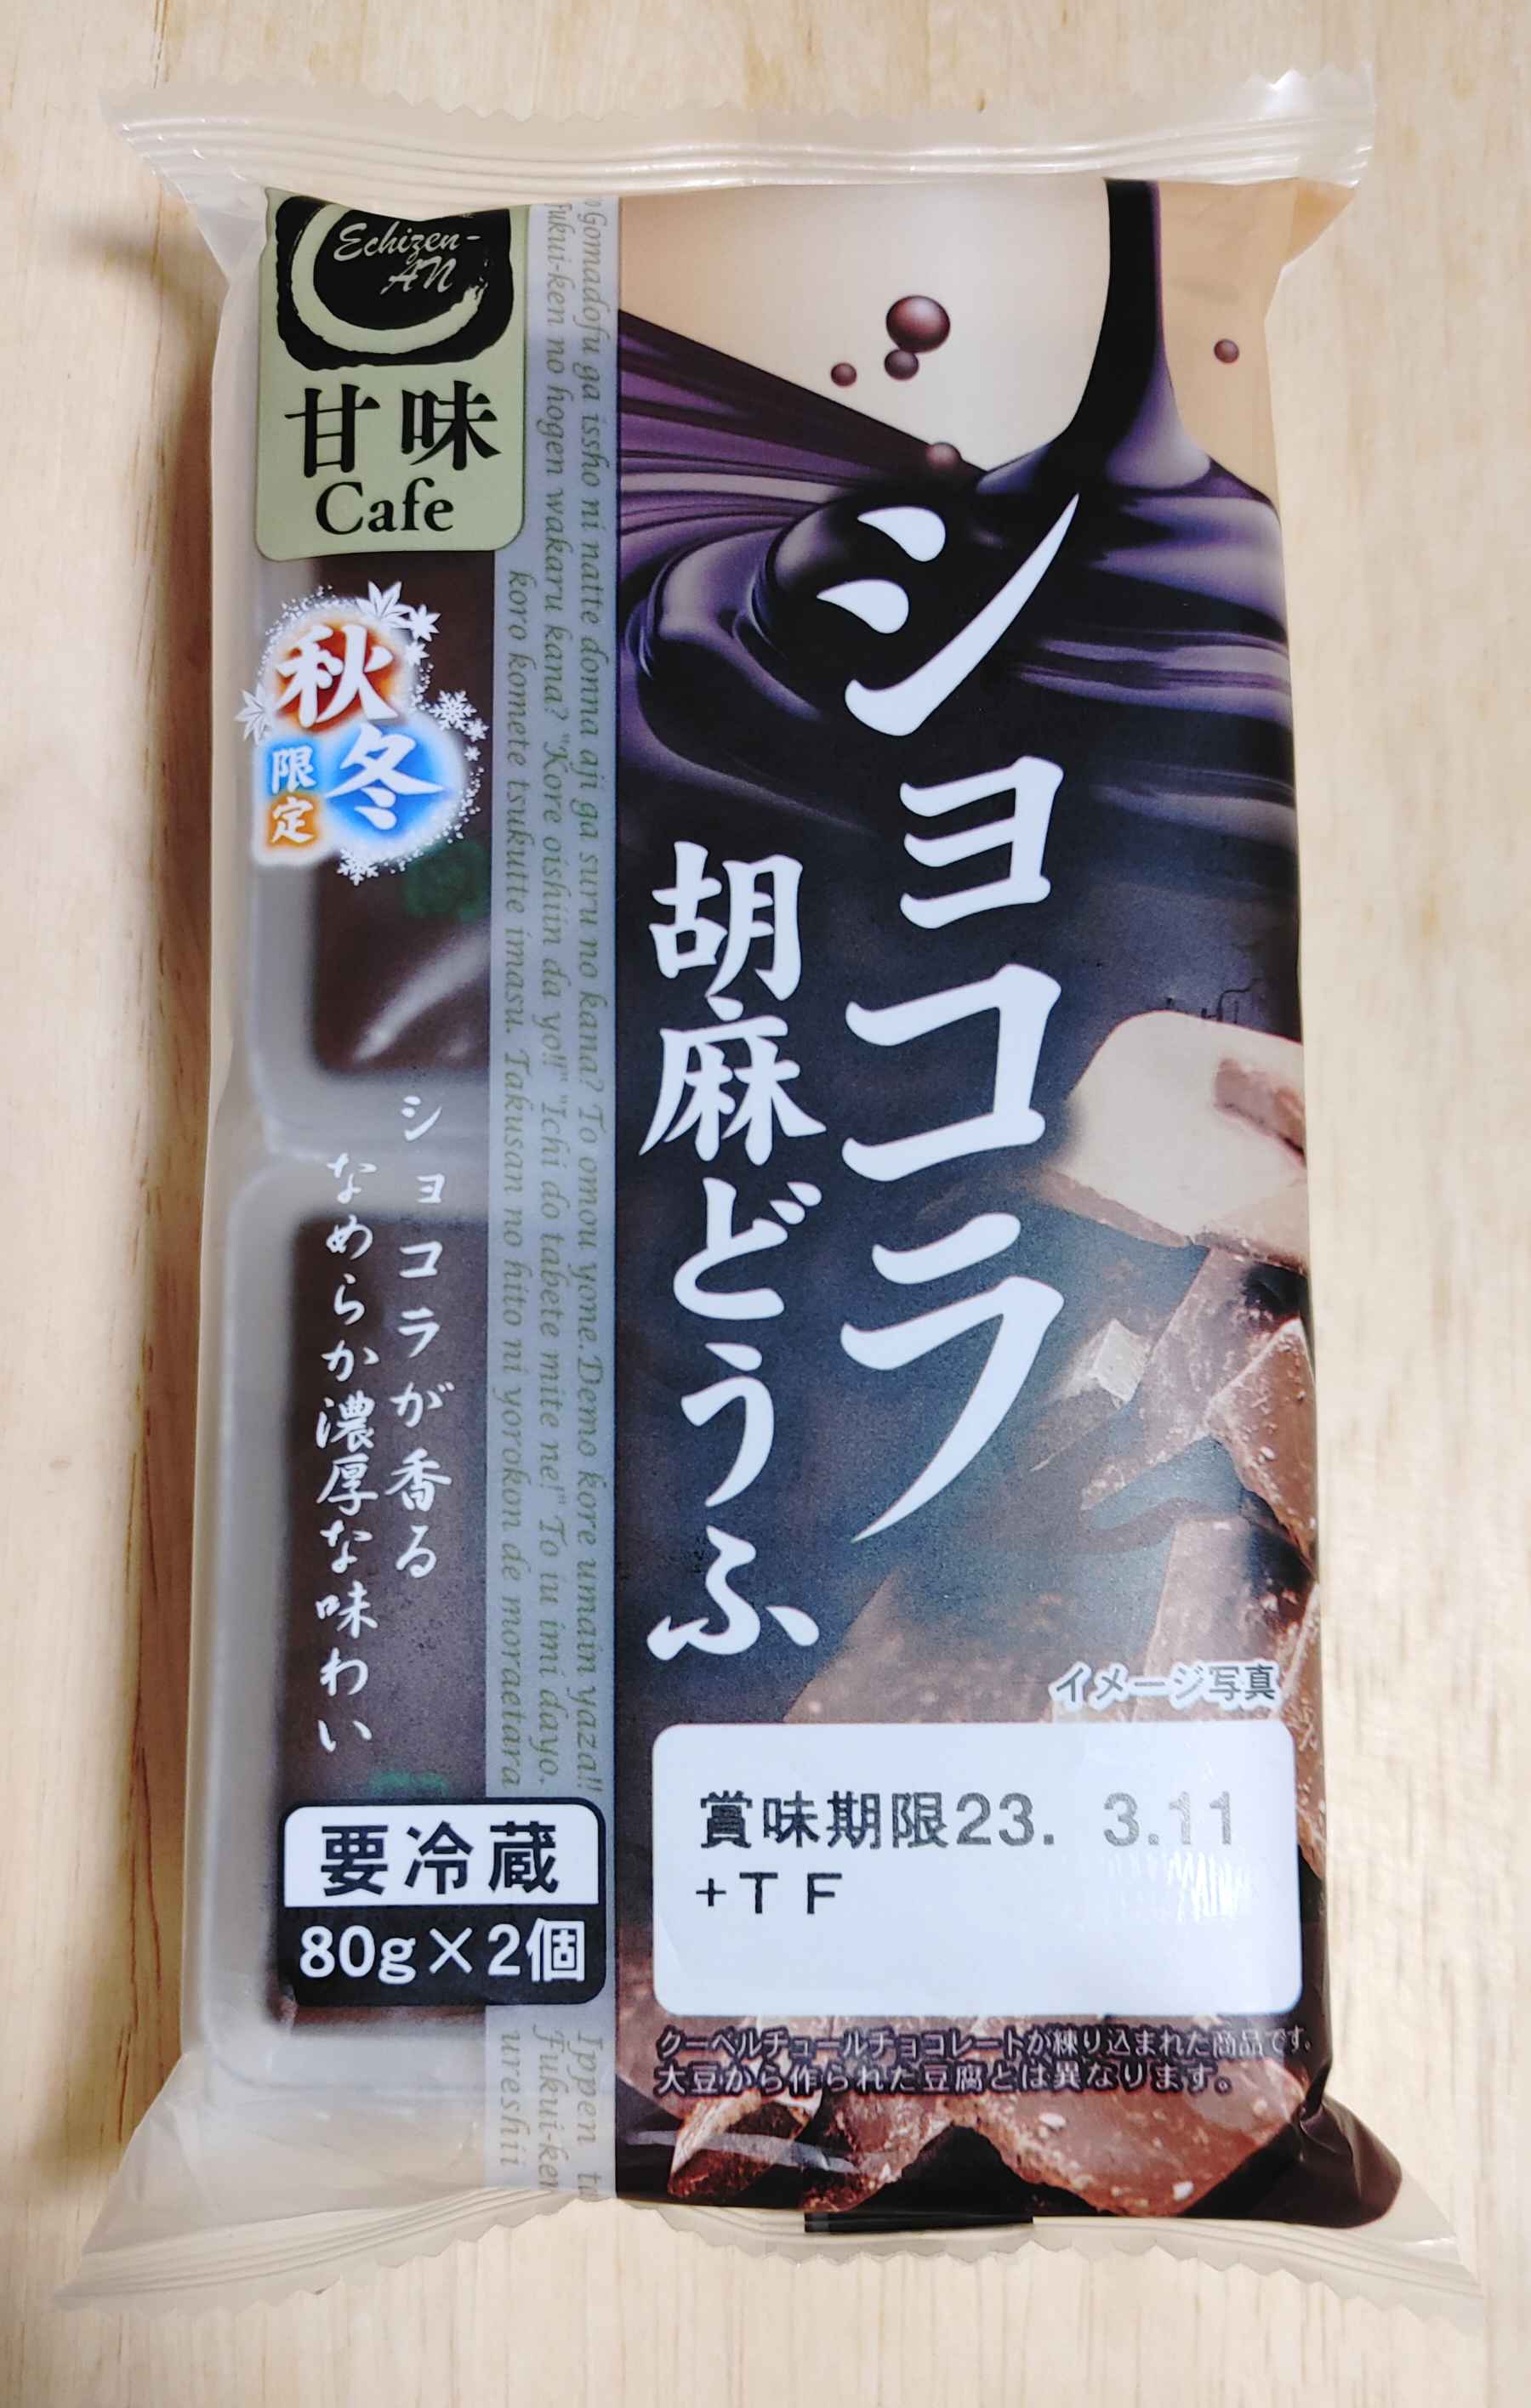 Echizen-
AN
甘味
Cafe
秋冬
限定
ショコラ
胡麻どうふ
ショコラが香る
なめらか濃厚な味わい
Gomadofu ga issho ni natte donna aji ga suru no kana? To omou yone. Demo kore umain yaza!!
fukui-ken no hogen wakaru kana? "Kore oishiin da yo!!" "Ichi do tabete mite ne!" To iu imi dayo.
koro komete tsukutte imasu. Takusan no hito ni yorokon de moraetara
Ippen ta
Fukui-ken
ureshii
イメージ写真
賞味期限23. 3.11
+T F
要冷蔵
80g×2個
クーベルチュールチョコレートが練り込まれた商品です。
大豆から作られた豆腐とは異なります。